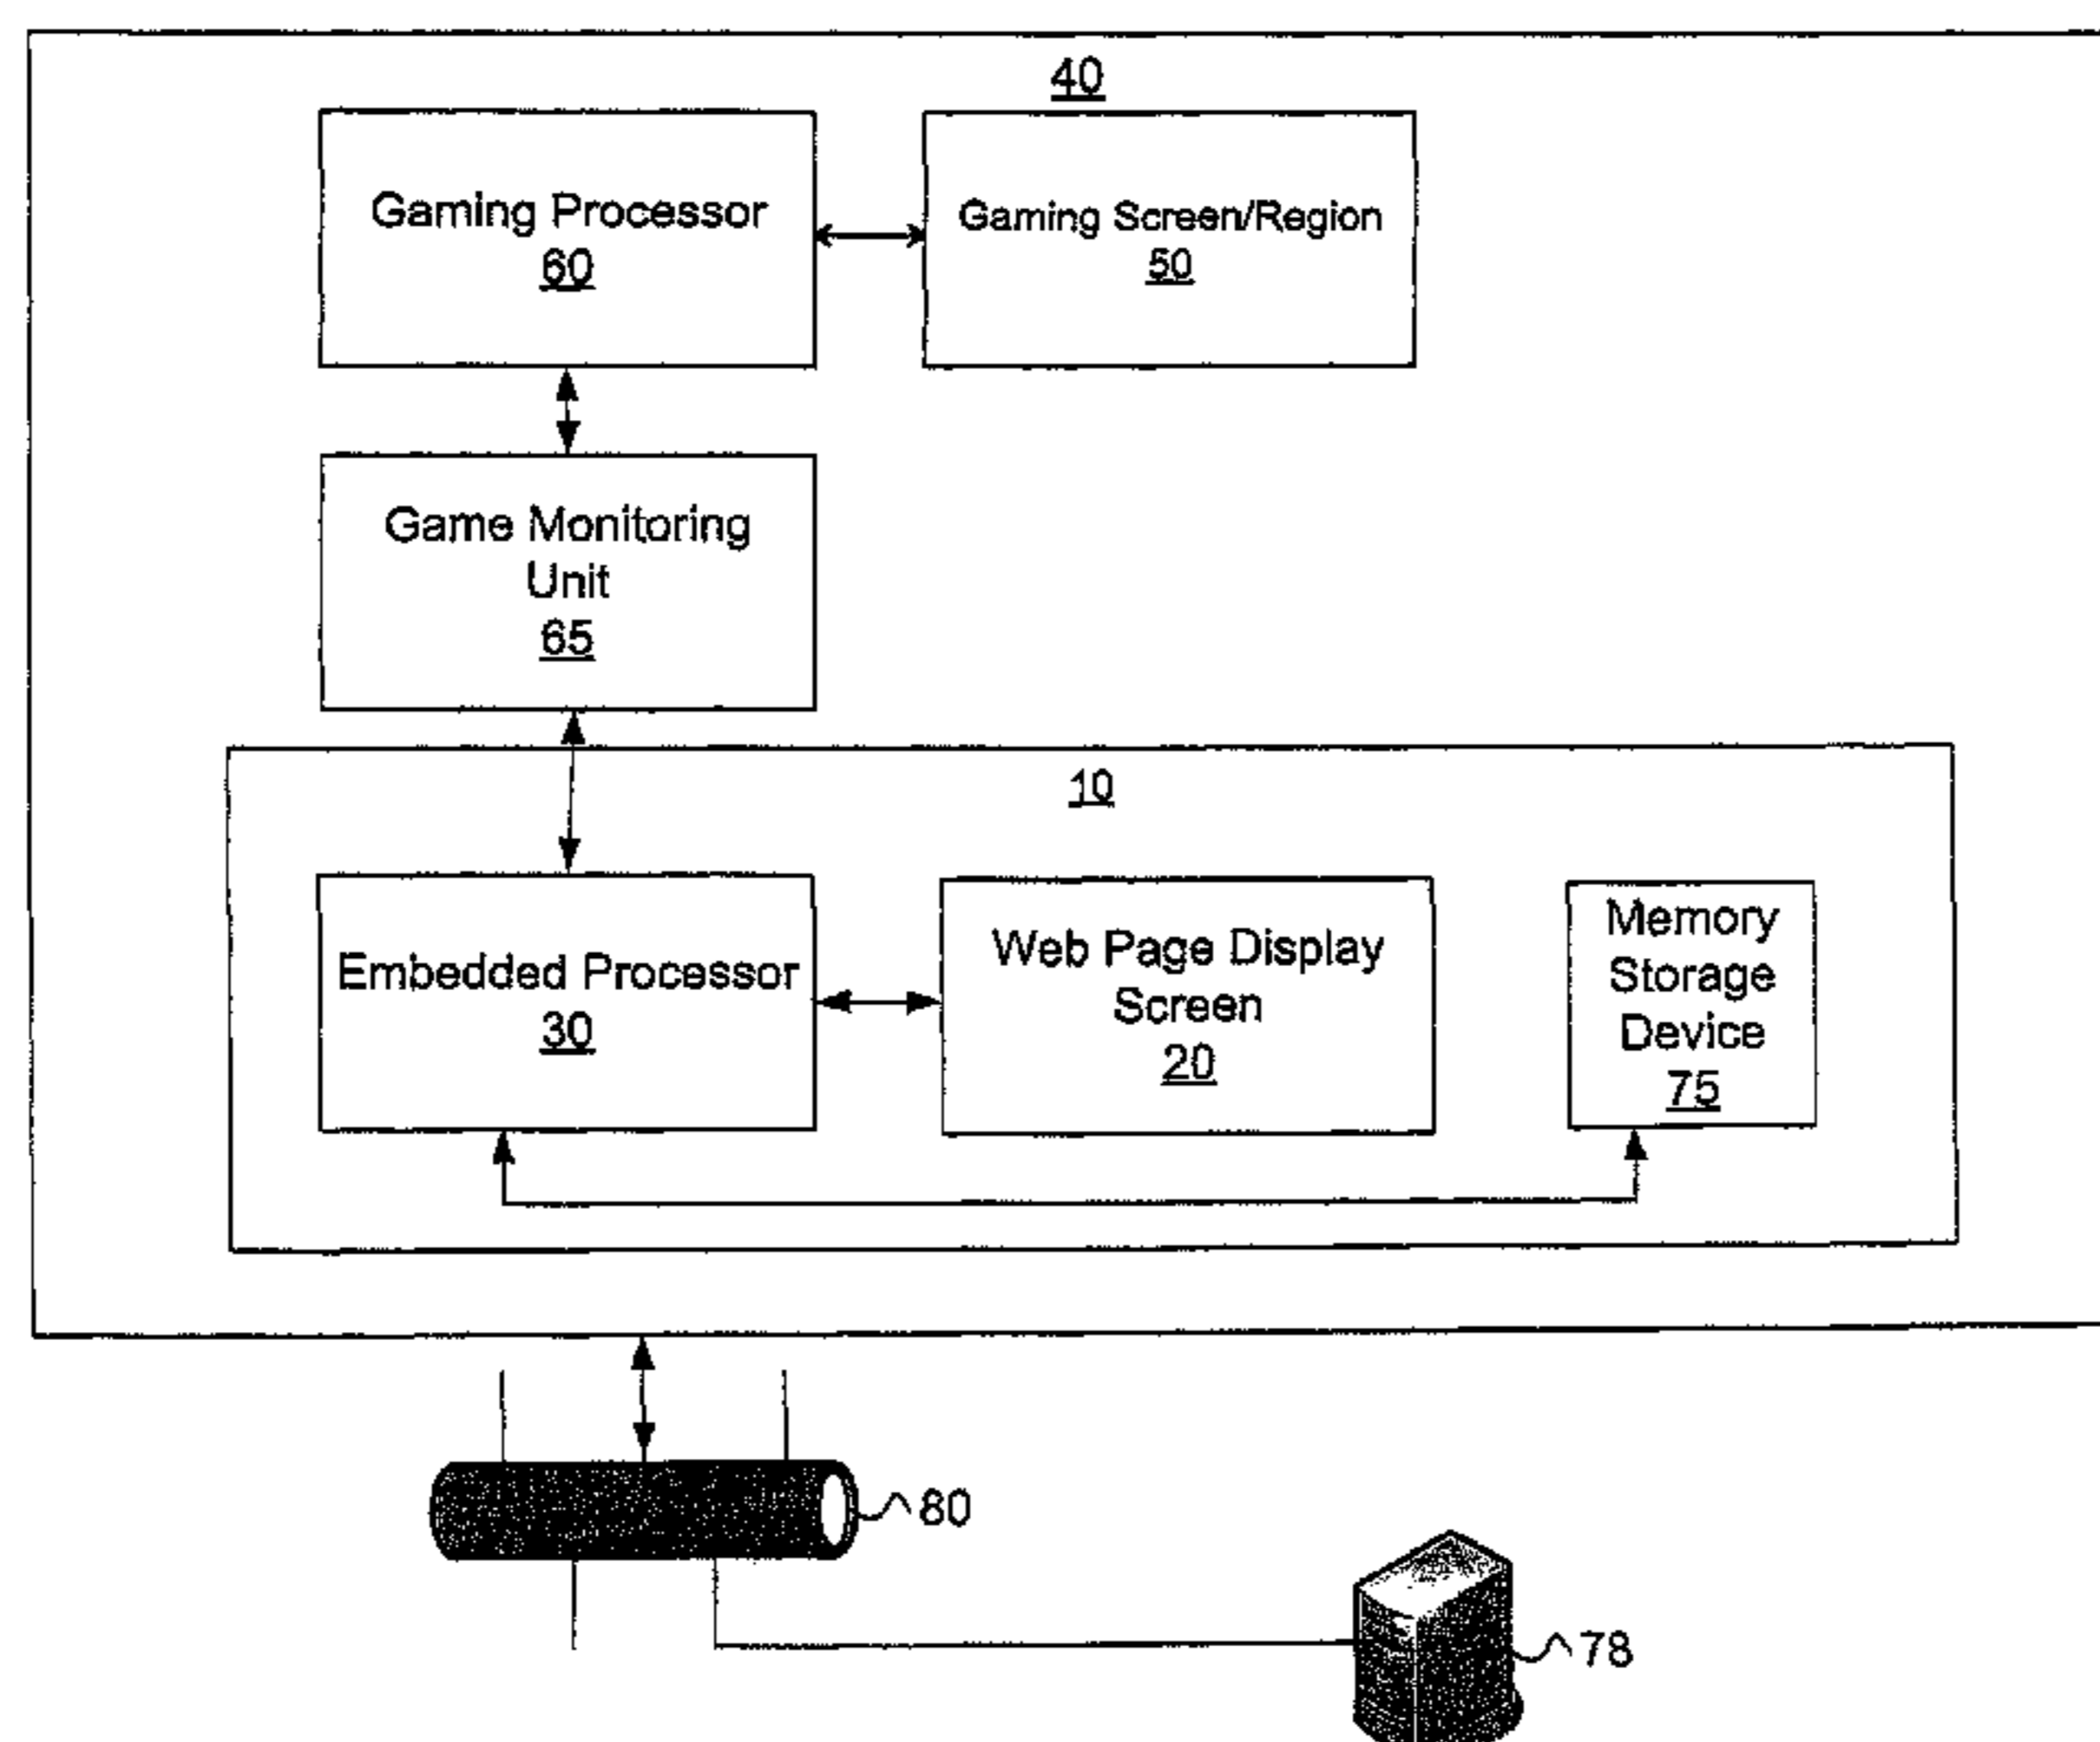 40
Gaming Processor
60
Gaming Screen/Region
50
Game Monitoring
Unit
65
10
Embedded Processor
30
Web Page Display
Screen
20
Memory
Storage
Device
75
80
78